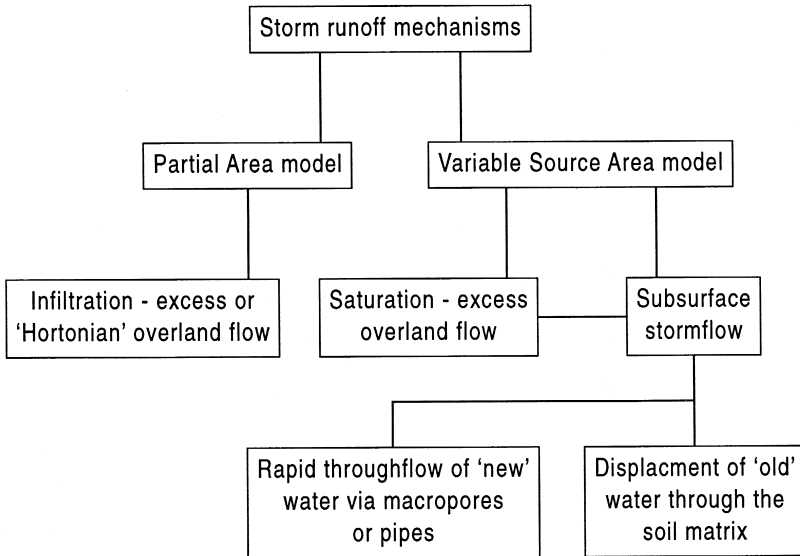 Storm runoff mechanisms
Partial Area model
Variable Source Area model
Infiltration - excess or
‘Hortonian’ overland flow
Saturation - excess
overland flow
Subsurface
stormflow
Rapid throughflow of ‘new’
water via macropores
or pipes
Displacment of ‘old’
water through the
soil matrix